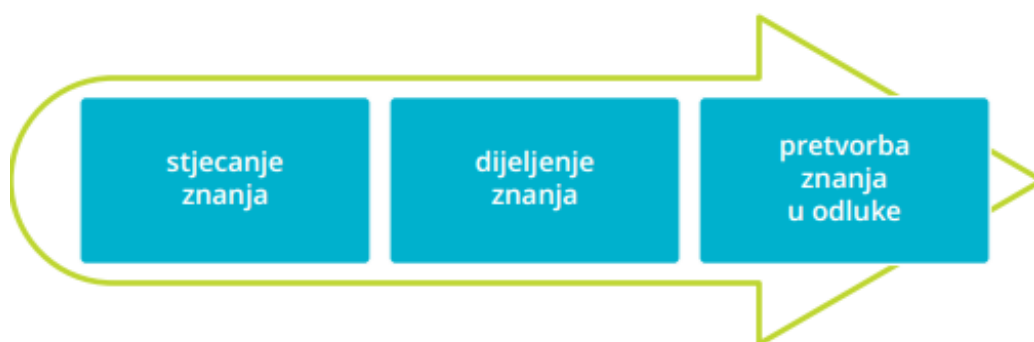 stjecanje
znanja
dijeljenje
znanja
pretvorba
znanja
u odluke